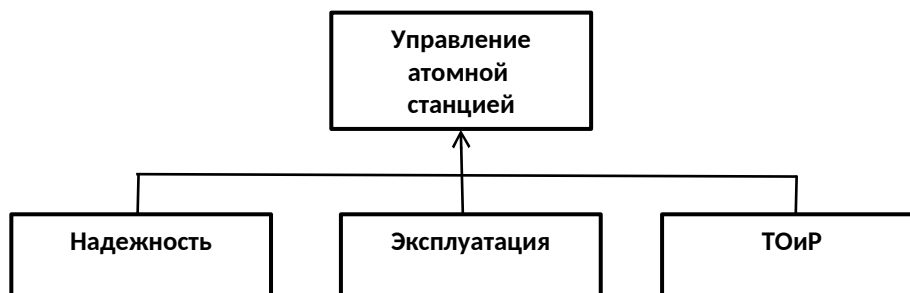 Управление
атомной
станцией
Надежность
Эксплуатация
ТОиР